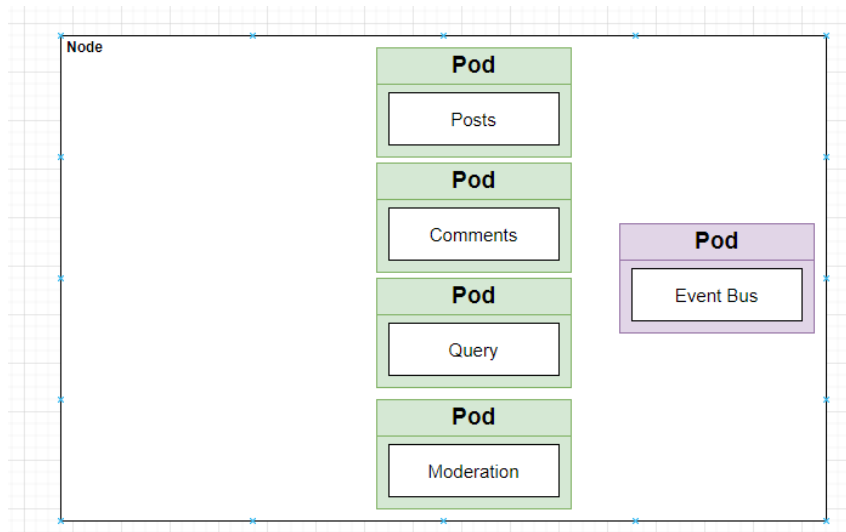 Node
Pod
Posts
Pod
Comments
Pod
Query
Pod
Moderation
Pod
Event Bus